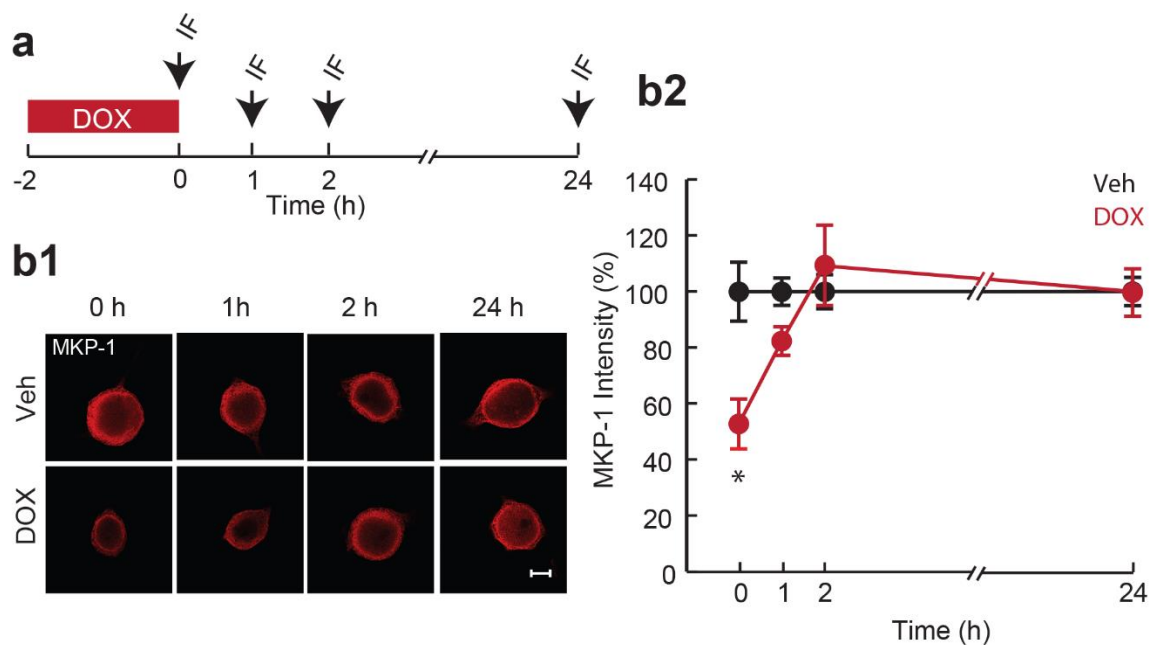 a
IF
IF
IF
IF
DOX
-2
0
1
2
24
Time (h)
b1
0 h
1h
2 h
24 h
MKP-1
Veh
DOX
b2
Veh
DOX
MKP-1 Intensity (%)
140
120
100
80
60
40
20
0
*
0
1
2
24
Time (h)